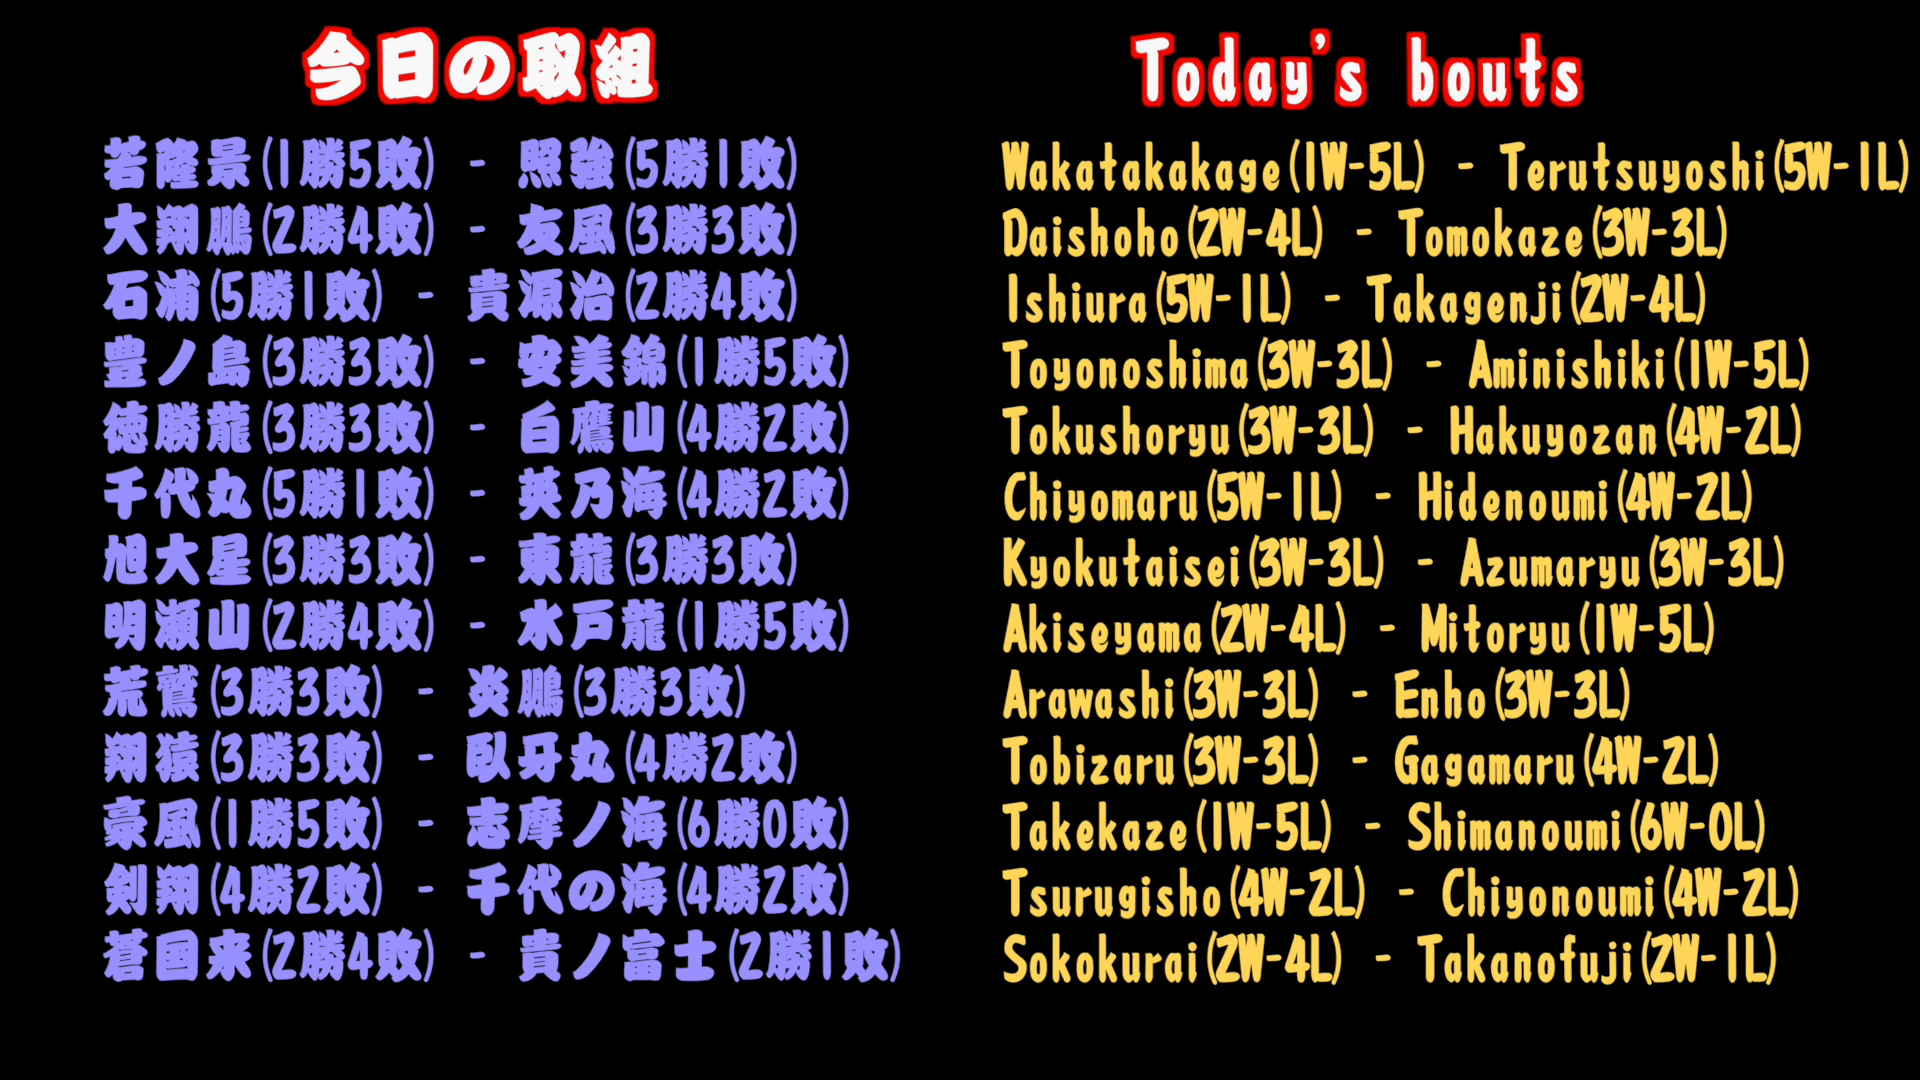 今日の取組
若隆景(1勝5敗) - 照強(5勝1敗)
大翔鵬(2勝4敗) - 友風(3勝3敗)
石浦(5勝1敗) - 貴源治(2勝4敗)
豊ノ島(3勝3敗) - 安美錦(1勝5敗)
徳勝龍(3勝3敗) - 白鷹山(4勝2敗)
千代丸(5勝1敗) - 英乃海(4勝2敗)
旭大星(3勝3敗) - 東龍(3勝3敗)
明瀬山(2勝4敗) - 水戸龍(1勝5敗)
荒鷲(3勝3敗) - 炎鵬(3勝3敗)
翔猿(3勝3敗) - 臥牙丸(4勝2敗)
豪風(1勝5敗) - 志摩ノ海(6勝0敗)
剣翔(4勝2敗) - 千代の海(4勝2敗)
蒼国来(2勝4敗) - 貴ノ富士(2勝1敗)
Today's bouts
Wakatakakage(1W-5L) - Terutsuyoshi(5W-1L)
Daishoho(2W-4L) - Tomokaze(3W-3L)
Ishiura(5W-1L) - Takagenji(2W-4L)
Toyonoshima(3W-3L) - Aminishiki(1W-5L)
Tokushoryu(3W-3L) - Hakuyozan(4W-2L)
Chiyomaru(5W-1L) - Hidenoumi(4W-2L)
Kyokutaisei(3W-3L) - Azumaryu(3W-3L)
Akiseyama(2W-4L) - Mitoryu(1W-5L)
Arawashi(3W-3L) - Enho(3W-3L)
Tobizaru(3W-3L) - Gagamaru(4W-2L)
Takekaze(1W-5L) - Shimanoumi(6W-0L)
Tsurugisho(4W-2L) - Chiyonoumi(4W-2L)
Sokokurai(2W-4L) - Takanofuji(2W-1L)